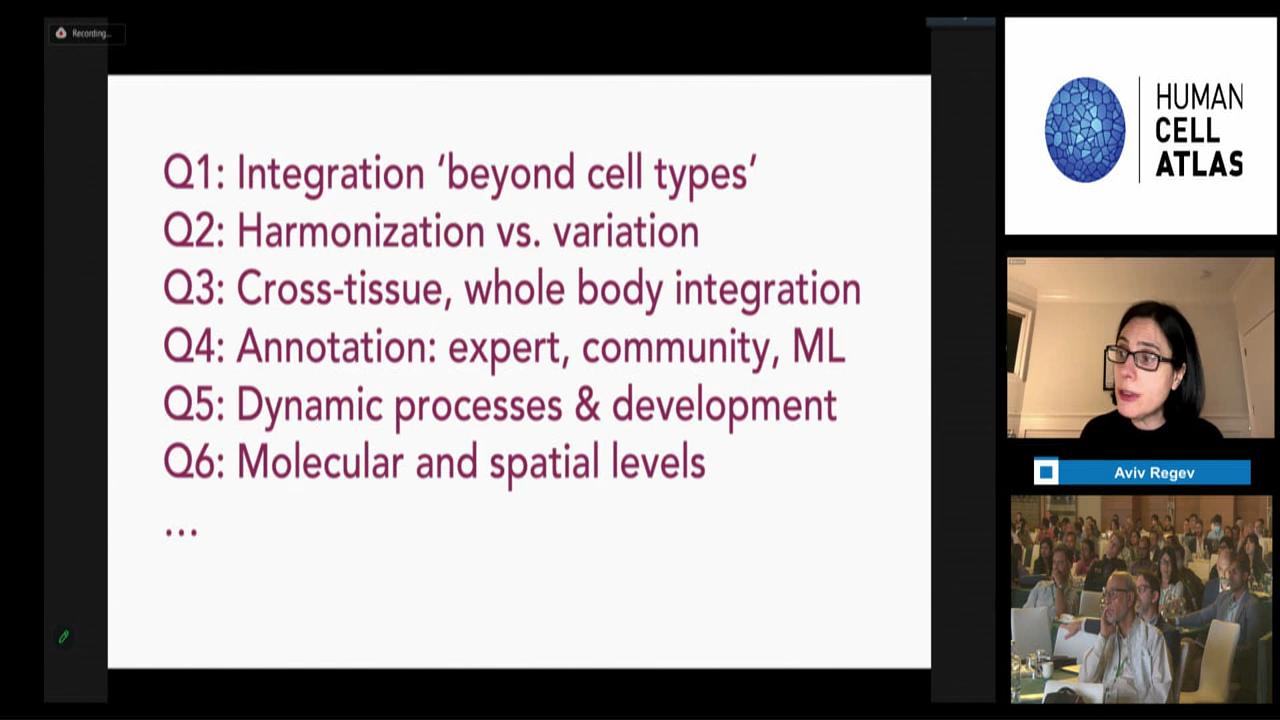 Recording...
Q1: Integration ‘beyond cell types’
Q2: Harmonization vs. variation
Q3: Cross-tissue, whole body integration
Q4: Annotation: expert, community, ML
Q5: Dynamic processes & development
Q6: Molecular and spatial levels
...
HUMAN
CELL
ATLAS
Aviv Regev